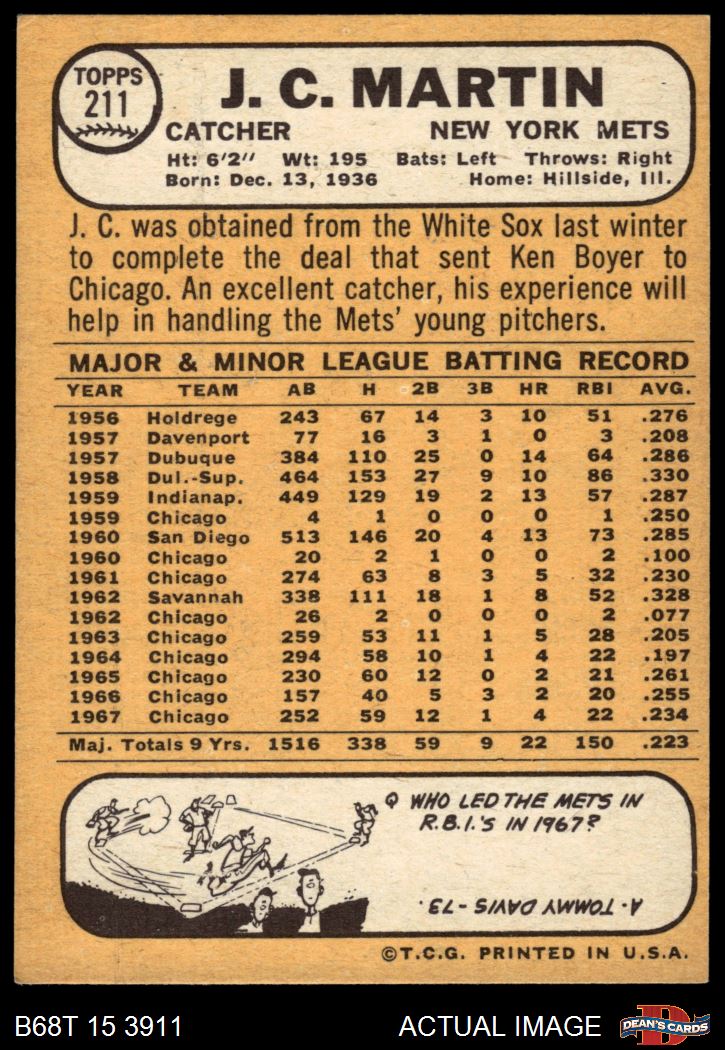 TOPPS
211
J. C. MARTIN
CATCHER NEW YORK METS
Ht: 6'2" Wt: 195 Bats: Left Throws: Right
Born: Dec. 13, 1936 Home: Hillside, Ill.
J. C. was obtained from the White Sox last winter
to complete the deal that sent Ken Boyer to
Chicago. An excellent catcher, his experience will
help in handling the Mets' young pitchers.
MAJOR & MINOR LEAGUE BATTING RECORD
YEAR TEAM AB H 2B 3B HR RBI AVG.
1956 Holdrege 243 67 14 3 10 51 .276
1957 Davenport 77 16 3 1 0 3 .208
1957 Dubuque 384 110 25 0 14 64 .286
1958 Dul.-Sup. 464 153 27 9 10 86 .330
1959 Indianap. 449 129 19 2 13 57 .287
1959 Chicago 4 1 0 0 0 1 .250
1960 San Diego 513 146 20 4 13 73 .285
1960 Chicago 20 2 1 0 0 2 .100
1961 Chicago 274 63 8 3 5 32 .230
1962 Savannah 338 111 18 1 8 52 .328
1962 Chicago 26 2 0 0 0 2 .077
1963 Chicago 259 53 11 1 5 28 .205
1964 Chicago 294 58 10 1 4 22 .197
1965 Chicago 230 60 12 0 2 21 .261
1966 Chicago 157 40 5 3 2 20 .255
1967 Chicago 252 59 12 1 4 22 .234
Maj. Totals 9 Yrs. 1516 338 59 9 22 150 .223
Q WHO LED THE METS IN
R.B.I.'S IN 1967?
A-TOMMY DAVIS-73.
©T.C.G. PRINTED IN U.S.A.
B68T 15 3911 ACTUAL IMAGE
D
DEAN'S CARDS